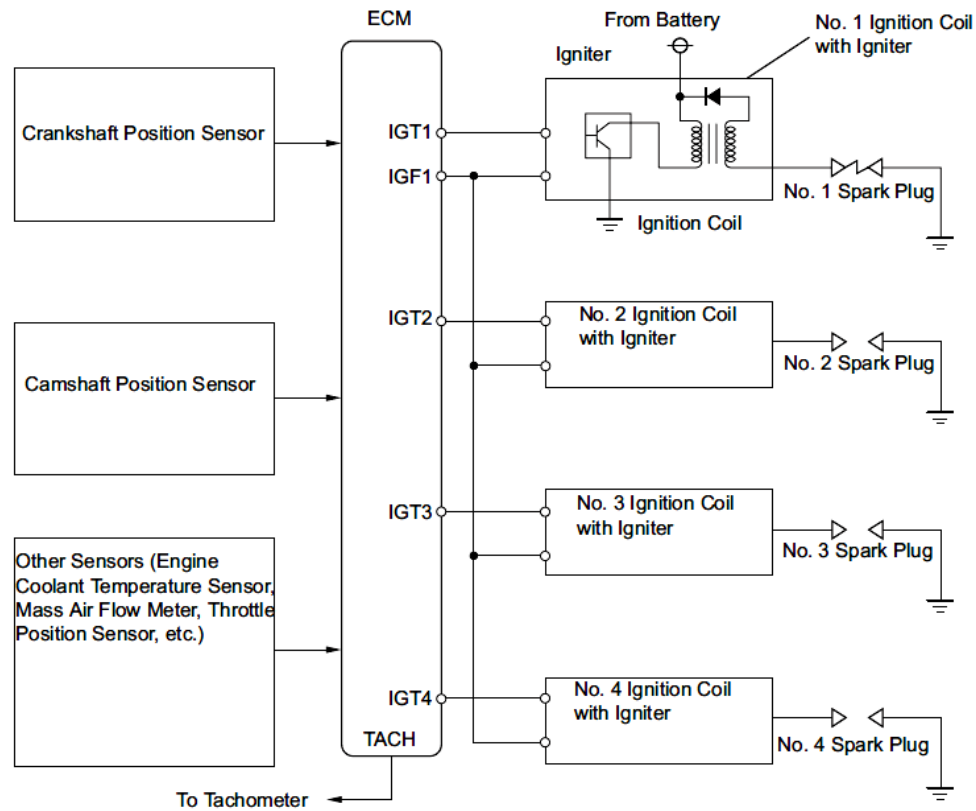 ECM
From Battery
No. 1 Ignition Coil
with Igniter
Igniter
Crankshaft Position Sensor
IGT1
IGF1
No. 1 Spark Plug
Ignition Coil
IGT2
No. 2 Ignition Coil
with Igniter
No. 2 Spark Plug
Camshaft Position Sensor
IGT3
No. 3 Ignition Coil
with Igniter
No. 3 Spark Plug
Other Sensors (Engine
Coolant Temperature Sensor,
Mass Air Flow Meter, Throttle
Position Sensor, etc.)
IGT4
No. 4 Ignition Coil
with Igniter
No. 4 Spark Plug
TACH
To Tachometer